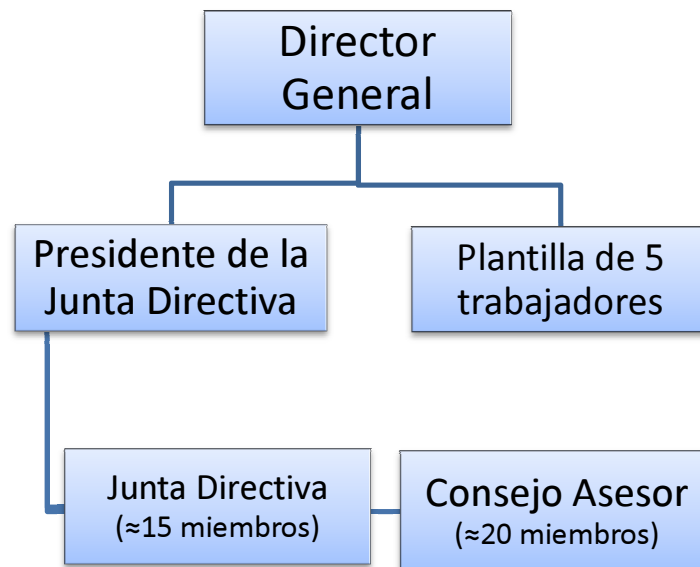 Director
General
Presidente de la
Junta Directiva
Plantilla de 5
trabajadores
Junta Directiva
(≈15 miembros)
Consejo Asesor
(≈20 miembros)